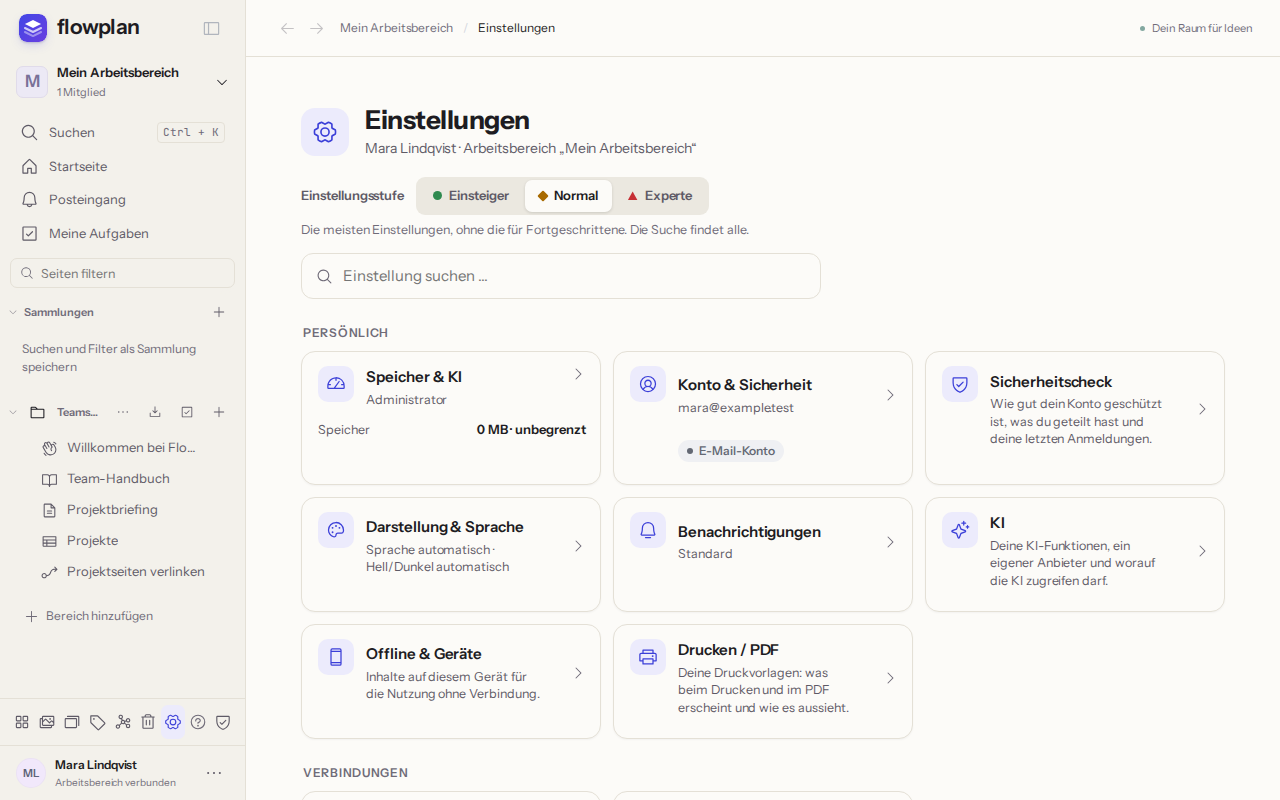 flowplan
M
Mein Arbeitsbereich
1 Mitglied
Suchen
Ctrl + K
Startseite
Posteingang
Meine Aufgaben
Seiten filtern
Sammlungen
Suchen und Filter als Sammlung
speichern
Teams…
Willkommen bei Flo…
Team-Handbuch
Projektbriefing
Projekte
Projektseiten verlinken
Bereich hinzufügen
ML
Mara Lindqvist
Arbeitsbereich verbunden
Mein Arbeitsbereich / Einstellungen
Dein Raum für Ideen
Einstellungen
Mara Lindqvist · Arbeitsbereich „Mein Arbeitsbereich“
Einstellungsstufe
Einsteiger
Normal
Experte
Die meisten Einstellungen, ohne die für Fortgeschrittene. Die Suche findet alle.
Einstellung suchen …
PERSÖNLICH
Speicher & KI
Administrator
Speicher
0 MB · unbegrenzt
Konto & Sicherheit
mara@exampletest
E-Mail-Konto
Sicherheitscheck
Wie gut dein Konto geschützt
ist, was du geteilt hast und
deine letzten Anmeldungen.
Darstellung & Sprache
Sprache automatisch ·
Hell/Dunkel automatisch
Benachrichtigungen
Standard
KI
Deine KI-Funktionen, ein
eigener Anbieter und worauf
die KI zugreifen darf.
Offline & Geräte
Inhalte auf diesem Gerät für
die Nutzung ohne Verbindung.
Drucken / PDF
Deine Druckvorlagen: was
beim Drucken und im PDF
erscheint und wie es aussieht.
VERBINDUNGEN